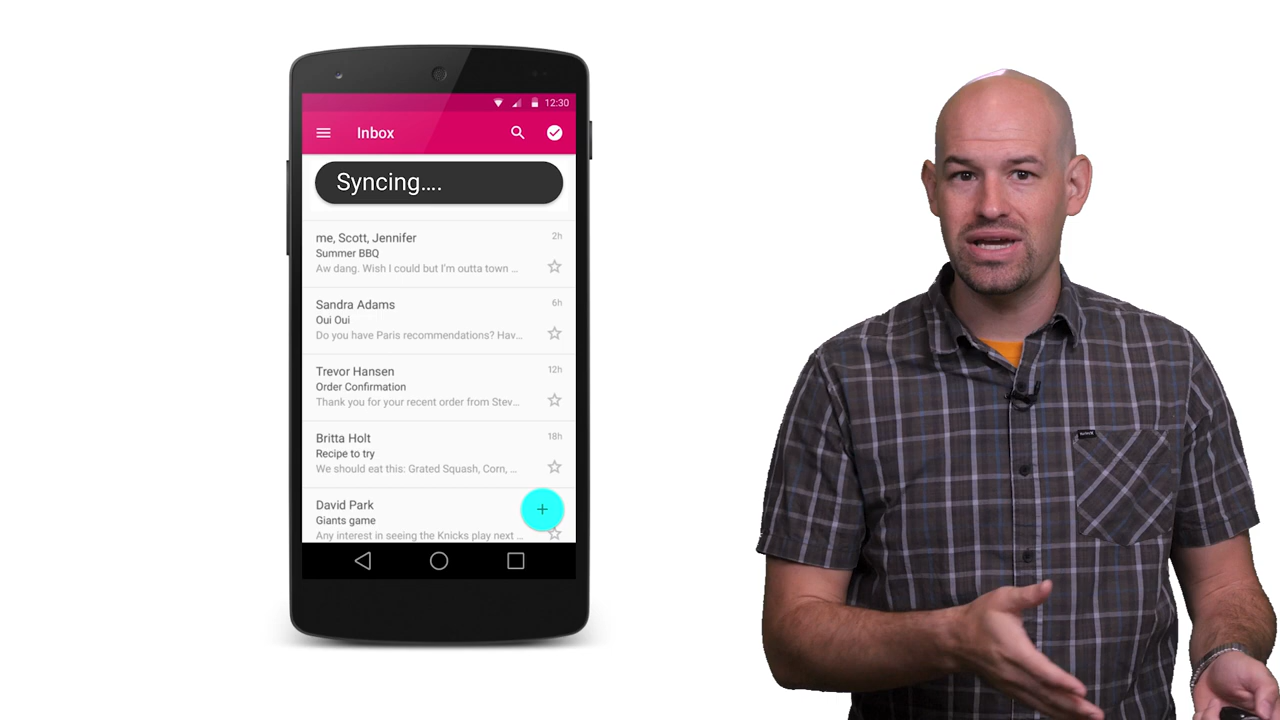 12:30
Inbox
Syncing....
me, Scott, Jennifer 2h
Summer BBQ
Aw dang. Wish I could but I'm outta town ...
Sandra Adams 6h
Oui Oui
Do you have Paris recommendations? Hav...
Trevor Hansen 12h
Order Confirmation
Thank you for your recent order from Stev...
Britta Holt 18h
Recipe to try
We should eat this: Grated Squash, Corn, ...
David Park
Giants game
Any interest in seeing the Knicks play next ...